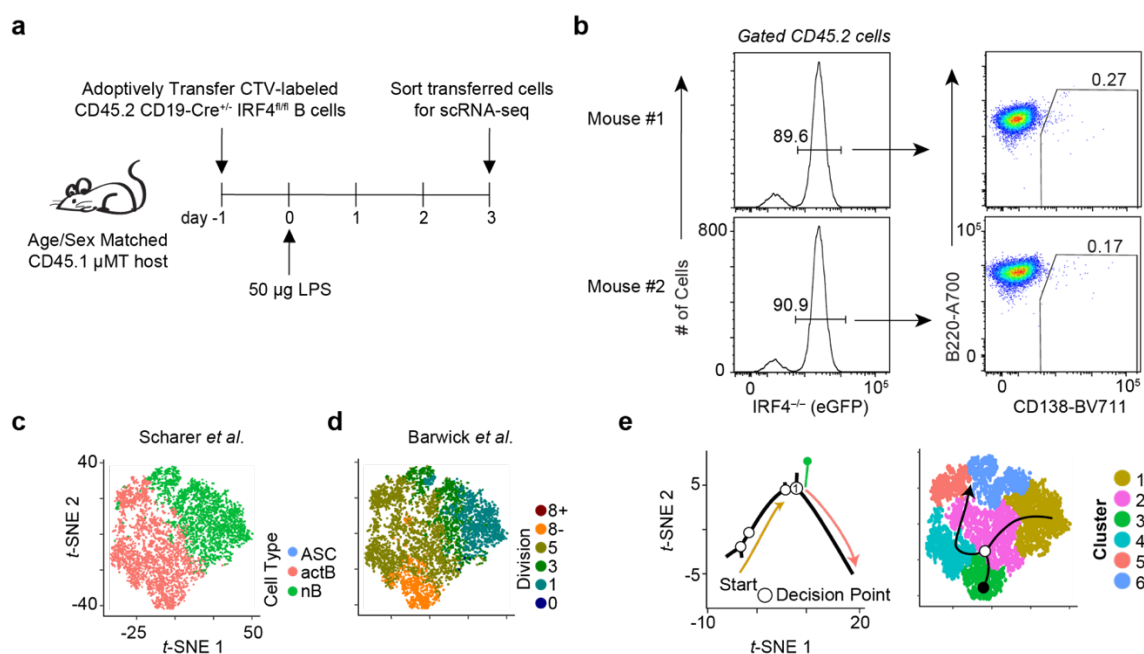 a
Adoptively Transfer CTV-labeled
CD45.2 CD19-Cre+/- IRF4fl/fl B cells
Sort transferred cells
for scRNA-seq
day -1
0
1
2
3
Age/Sex Matched
CD45.1 µMT host
50 µg LPS
b
Gated CD45.2 cells
Mouse #1
89.6
0.27
Mouse #2
90.9
0.17
# of Cells
800
0
0
10⁵
IRF4–/– (eGFP)
B220-A700
10⁵
0
0
10⁵
CD138-BV711
c
Scharer et al.
t-SNE 2
40
0
-40
-25
50
t-SNE 1
Cell Type
ASC
actB
nB
d
Barwick et al.
Division
8+
8-
5
3
1
0
t-SNE 1
e
t-SNE 2
5
0
-5
-10
20
t-SNE 1
1
Start
Decision Point
Cluster
1
2
3
4
5
6